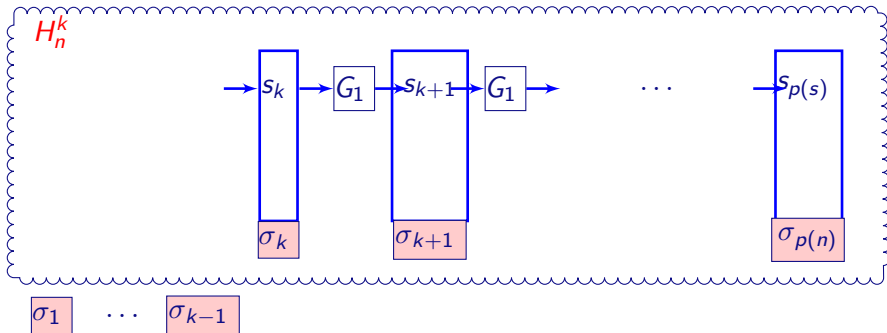 H_n^k
s_k G_1 s_{k+1} G_1 ⋯ s_{p(s)}
σ_k σ_{k+1} σ_{p(n)}
σ_1 ⋯ σ_{k−1}